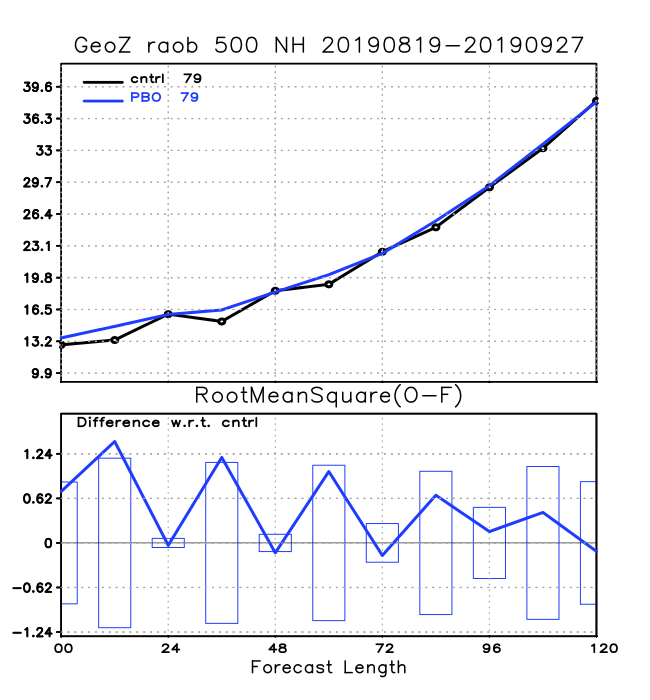 GeoZ raob 500 NH 20190819-20190927
cntrl 79
PBO 79
39.6
36.3
33
29.7
26.4
23.1
19.8
16.5
13.2
9.9
RootMeanSquare(O-F)
Difference w.r.t. cntrl
1.24
0.62
0
-0.62
-1.24
00 24 48 72 96 120
Forecast Length